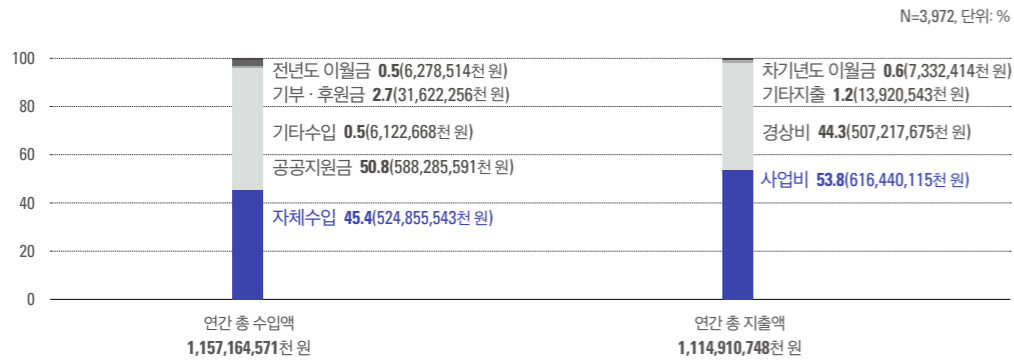 N=3,972, 단위: %
100
80
60
40
20
0
전년도 이월금 0.5(6,278,514천 원)
기부 · 후원금 2.7(31,622,256천 원)
기타수입 0.5(6,122,668천 원)
공공지원금 50.8(588,285,591천 원)
자체수입 45.4(524,855,543천 원)
차기년도 이월금 0.6(7,332,414천 원)
기타지출 1.2(13,920,543천 원)
경상비 44.3(507,217,675천 원)
사업비 53.8(616,440,115천 원)
연간 총 수입액
1,157,164,571천 원
연간 총 지출액
1,114,910,748천 원